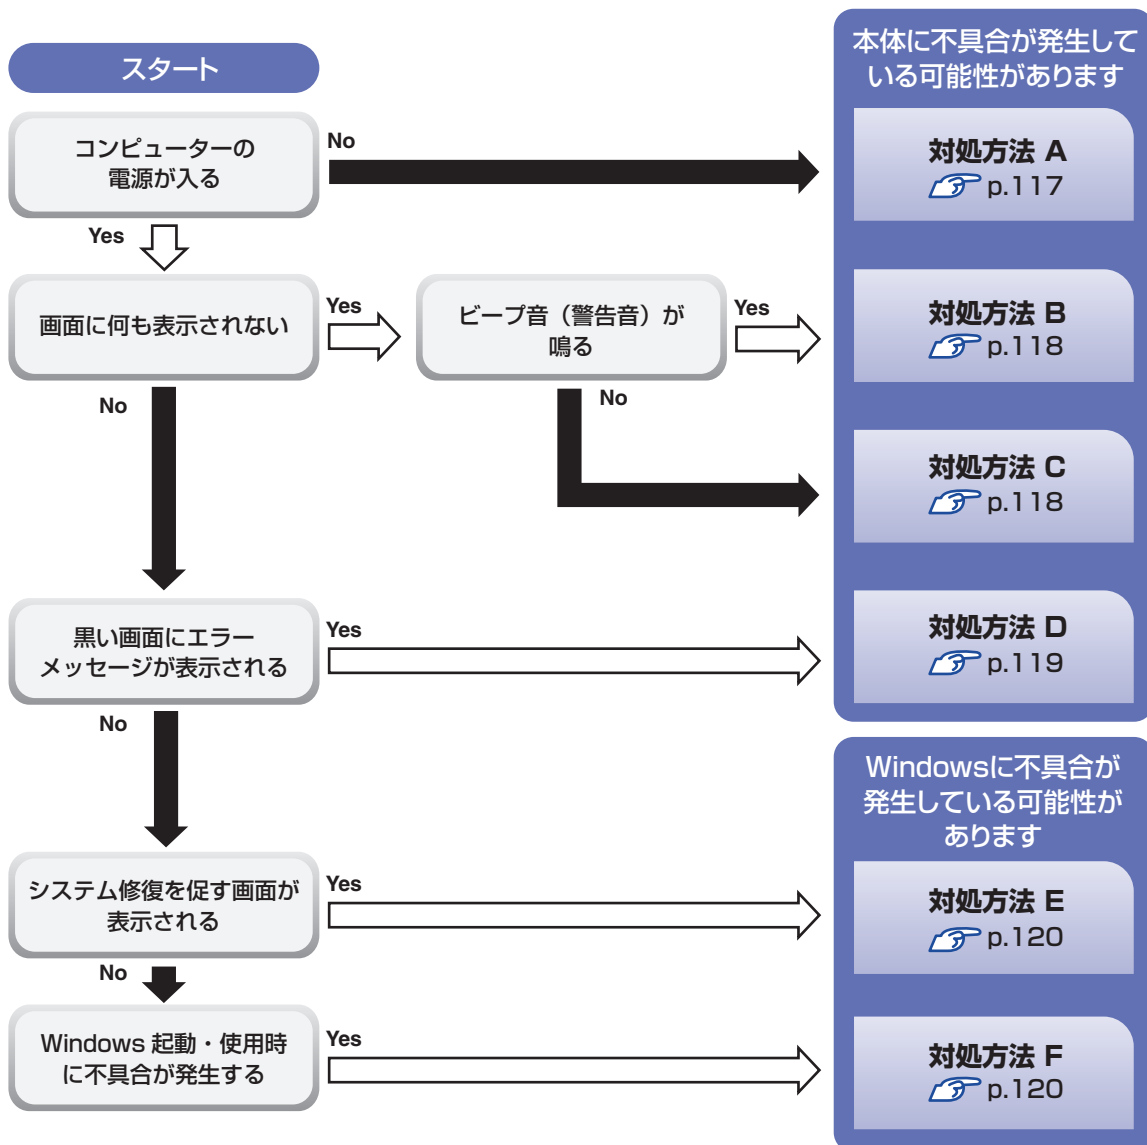 スタート
コンピューターの
電源が入る
No
Yes
画面に何も表示されない
Yes
ビープ音（警告音）が
鳴る
Yes
No
No
黒い画面にエラー
メッセージが表示される
Yes
No
システム修復を促す画面が
表示される
Yes
No
Windows 起動・使用時
に不具合が発生する
Yes
本体に不具合が発生して
いる可能性があります
対処方法 A
p.117
対処方法 B
p.118
対処方法 C
p.118
対処方法 D
p.119
Windowsに不具合が
発生している可能性が
あります
対処方法 E
p.120
対処方法 F
p.120